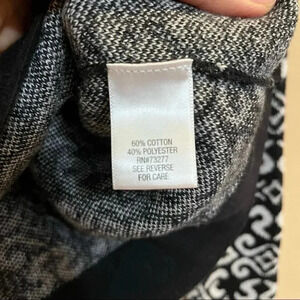 60% COTTON
40% POLYESTER
RN#73277
SEE REVERSE
FOR CARE